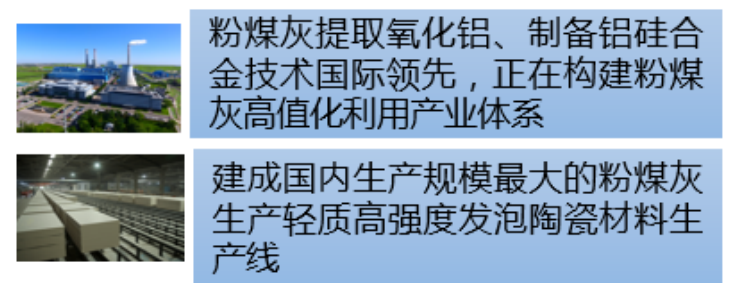 粉煤灰提取氧化铝、制备铝硅合
金技术国际领先，正在构建粉煤
灰高值化利用产业体系
建成国内生产规模最大的粉煤灰
生产轻质高强度发泡陶瓷材料生
产线